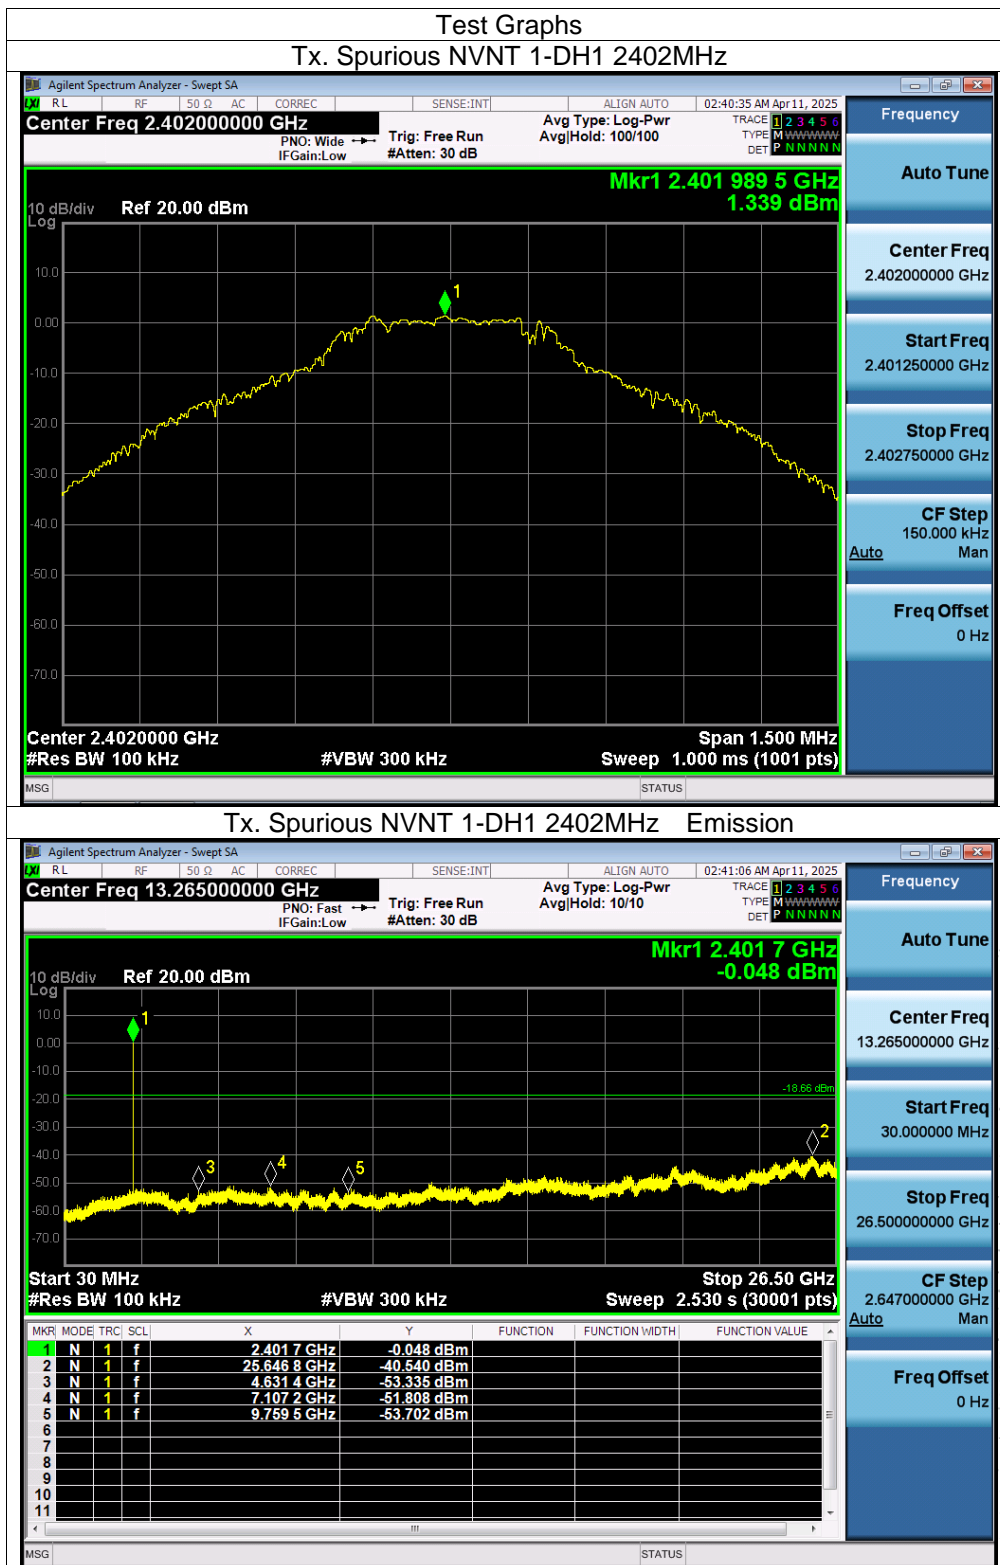 Test Graphs
Tx. Spurious NVNT 1-DH1 2402MHz
Agilent Spectrum Analyzer - Swept SA
LXI RL RF 50 Ω AC CORREC SENSE:INT ALIGN AUTO 02:40:35 AM Apr 11, 2025
Center Freq 2.402000000 GHz
PNO: Wide
IFGain:Low
Trig: Free Run
#Atten: 30 dB
Avg Type: Log-Pwr
Avg|Hold: 100/100
TRACE 1 2 3 4 5 6
TYPE M WWWWW
DET P N N N N N
Frequency
Auto Tune
Center Freq
2.402000000 GHz
Start Freq
2.401250000 GHz
Stop Freq
2.402750000 GHz
CF Step
150.000 kHz
Auto Man
Freq Offset
0 Hz
Mkr1 2.401 989 5 GHz
1.339 dBm
10 dB/div Ref 20.00 dBm
Log
10.0
0.00
-10.0
-20.0
-30.0
-40.0
-50.0
-60.0
-70.0
1
Center 2.4020000 GHz Span 1.500 MHz
#Res BW 100 kHz #VBW 300 kHz Sweep 1.000 ms (1001 pts)
MSG STATUS
Tx. Spurious NVNT 1-DH1 2402MHz Emission
Agilent Spectrum Analyzer - Swept SA
LXI RL RF 50 Ω AC CORREC SENSE:INT ALIGN AUTO 02:41:06 AM Apr 11, 2025
Center Freq 13.265000000 GHz
PNO: Fast
IFGain:Low
Trig: Free Run
#Atten: 30 dB
Avg Type: Log-Pwr
Avg|Hold: 10/10
TRACE 1 2 3 4 5 6
TYPE M WWWWW
DET P N N N N N
Frequency
Auto Tune
Center Freq
13.265000000 GHz
Start Freq
30.000000 MHz
Stop Freq
26.500000000 GHz
CF Step
2.647000000 GHz
Auto Man
Freq Offset
0 Hz
Mkr1 2.401 7 GHz
-0.048 dBm
10 dB/div Ref 20.00 dBm
Log
10.0
0.00
-10.0
-20.0
-30.0
-40.0
-50.0
-60.0
-70.0
1
-18.66 dBm
2
3
4
5
Start 30 MHz Stop 26.50 GHz
#Res BW 100 kHz #VBW 300 kHz Sweep 2.530 s (30001 pts)
MKR MODE TRC SCL X Y FUNCTION FUNCTION WIDTH FUNCTION VALUE
1 N 1 f 2.401 7 GHz -0.048 dBm
2 N 1 f 25.646 8 GHz -40.540 dBm
3 N 1 f 4.631 4 GHz -53.335 dBm
4 N 1 f 7.107 2 GHz -51.808 dBm
5 N 1 f 9.759 5 GHz -53.702 dBm
6
7
8
9
10
11
MSG STATUS